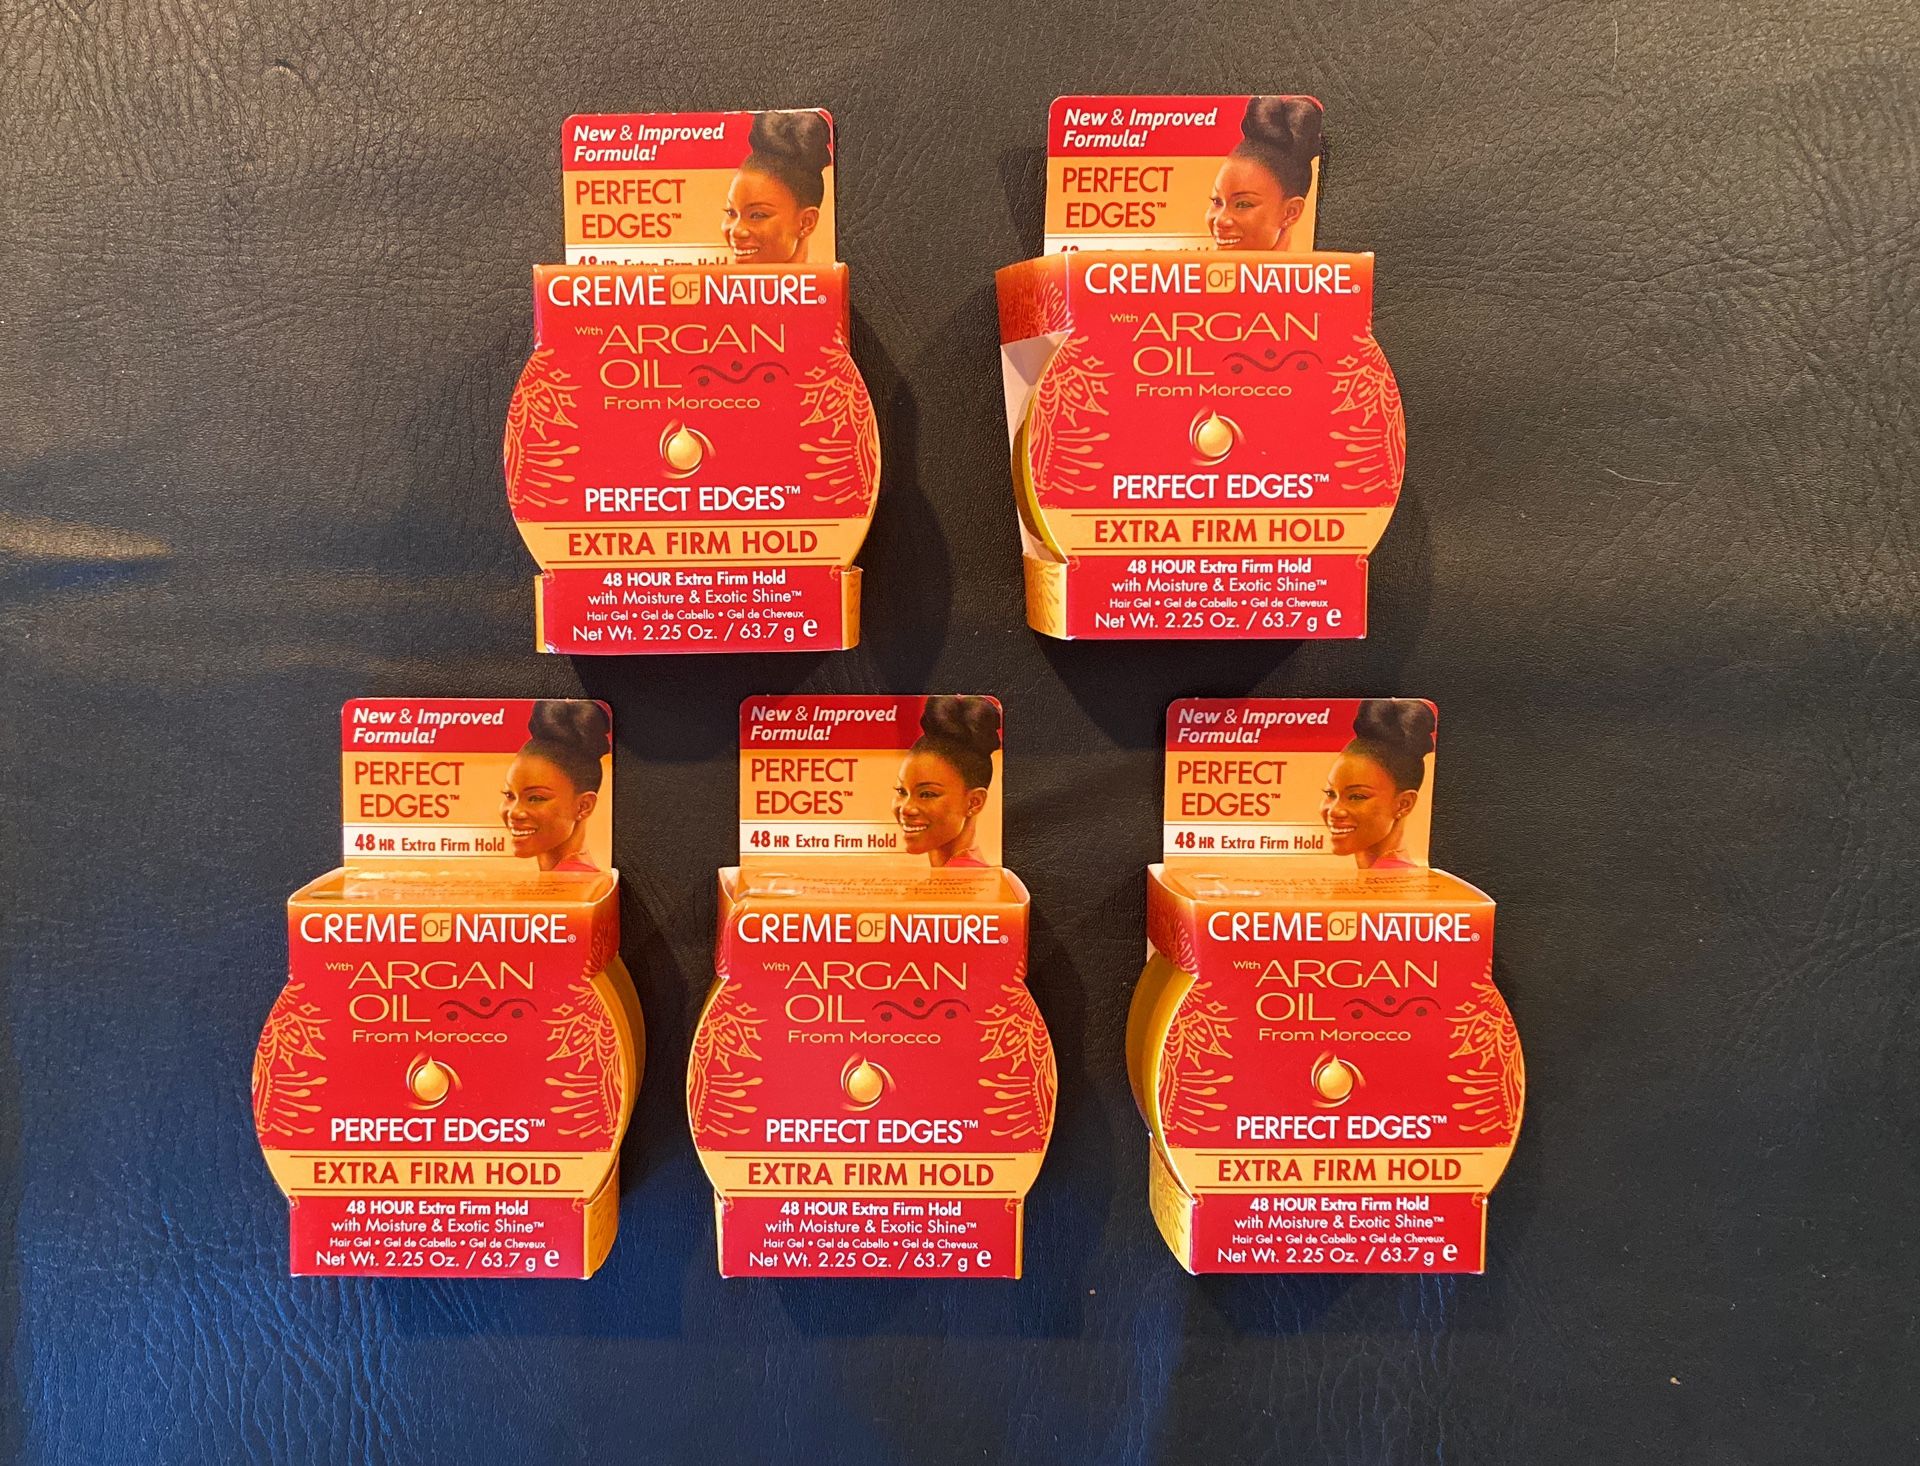 New & Improved
Formula!
PERFECT
EDGES™
48 HR Extra Firm Hold
CREME OF NATURE®
With ARGAN
OIL
From Morocco
PERFECT EDGES™
EXTRA FIRM HOLD
48 HOUR Extra Firm Hold
with Moisture & Exotic Shine™
Hair Gel • Gel de Cabello • Gel de Cheveux
Net Wt. 2.25 Oz. / 63.7 g e
New & Improved
Formula!
PERFECT
EDGES™
CREME OF NATURE®
With ARGAN
OIL
From Morocco
PERFECT EDGES™
EXTRA FIRM HOLD
48 HOUR Extra Firm Hold
with Moisture & Exotic Shine™
Hair Gel • Gel de Cabello • Gel de Cheveux
Net Wt. 2.25 Oz. / 63.7 g e
New & Improved
Formula!
PERFECT
EDGES™
48 HR Extra Firm Hold
CREME OF NATURE®
With ARGAN
OIL
From Morocco
PERFECT EDGES™
EXTRA FIRM HOLD
48 HOUR Extra Firm Hold
with Moisture & Exotic Shine™
Hair Gel • Gel de Cabello • Gel de Cheveux
Net Wt. 2.25 Oz. / 63.7 g e
New & Improved
Formula!
PERFECT
EDGES™
48 HR Extra Firm Hold
with Exotic Shine™
CREME OF NATURE®
With ARGAN
OIL
From Morocco
PERFECT EDGES™
EXTRA FIRM HOLD
48 HOUR Extra Firm Hold
with Moisture & Exotic Shine™
Hair Gel • Gel de Cabello • Gel de Cheveux
Net Wt. 2.25 Oz. / 63.7 g e
New & Improved
Formula!
PERFECT
EDGES™
48 HR Extra Firm Hold
CREME OF NATURE®
With ARGAN
OIL
From Morocco
PERFECT EDGES™
EXTRA FIRM HOLD
48 HOUR Extra Firm Hold
with Moisture & Exotic Shine™
Hair Gel • Gel de Cabello • Gel de Cheveux
Net Wt. 2.25 Oz. / 63.7 g e